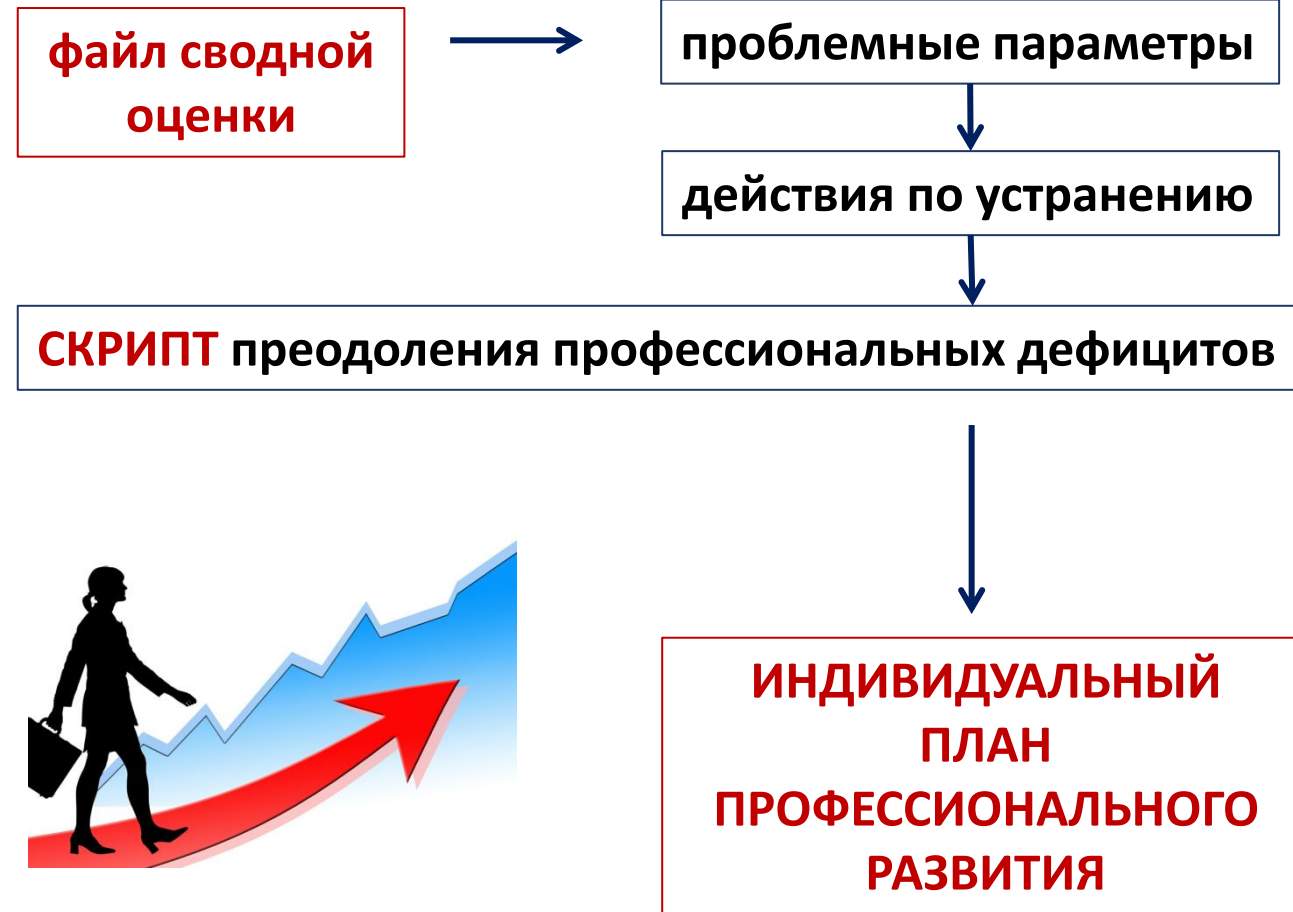 файл сводной
оценки
проблемные параметры
действия по устранению
СКРИПТ преодоления профессиональных дефицитов
ИНДИВИДУАЛЬНЫЙ
ПЛАН
ПРОФЕССИОНАЛЬНОГО
РАЗВИТИЯ